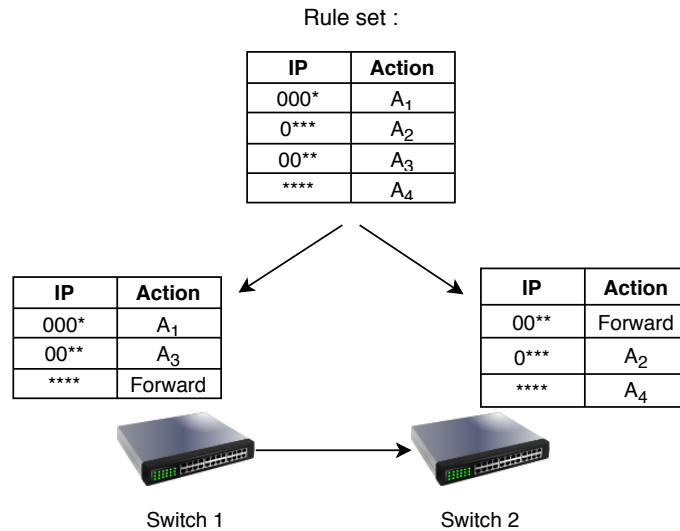 Rule set :
IP Action
000* A₁
0*** A₂
00** A₃
**** A₄
IP Action
000* A₁
00** A₃
**** Forward
IP Action
00** Forward
0*** A₂
**** A₄
Switch 1
Switch 2